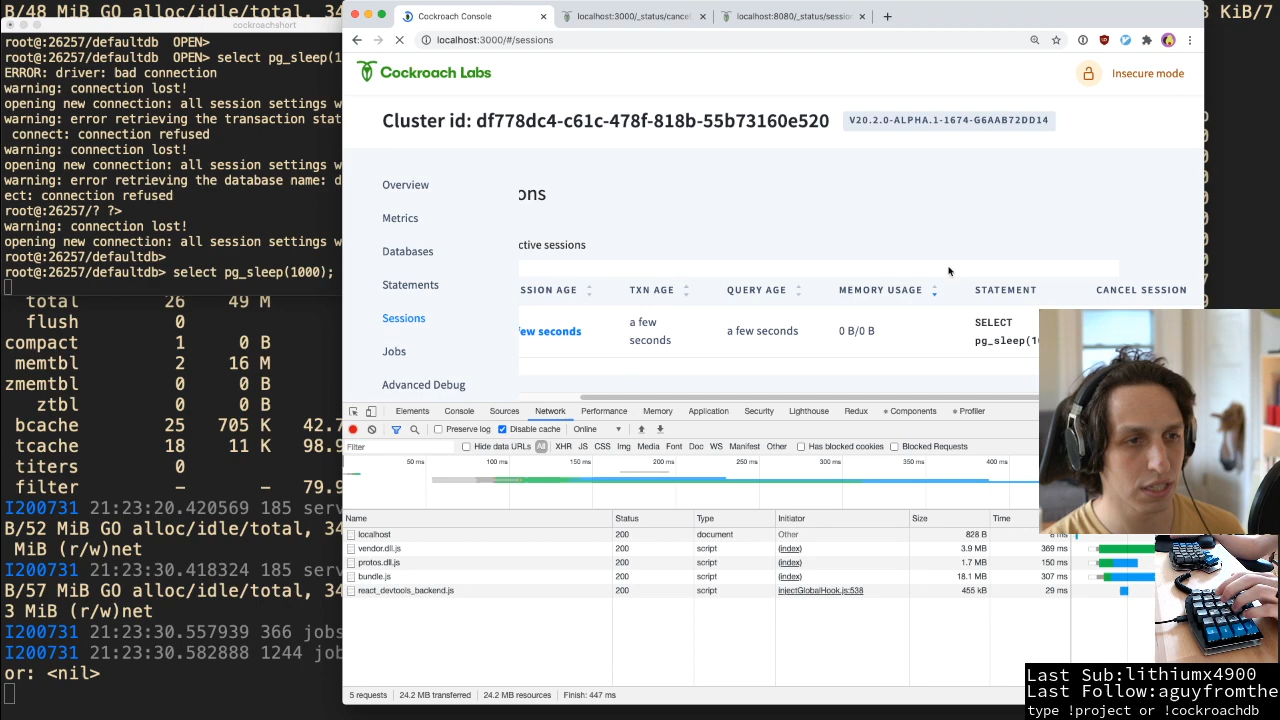 B/48 MiB GO alloc/idle/total, 34
3 KiB/7
cockroachshort
root@:26257/defaultdb  OPEN>
root@:26257/defaultdb  OPEN> select pg_sleep(1
ERROR: driver: bad connection
warning: connection lost!
opening new connection: all session settings w
warning: error retrieving the transaction stat
 connect: connection refused
warning: connection lost!
opening new connection: all session settings w
warning: error retrieving the database name: d
ect: connection refused
root@:26257/? ?>
warning: connection lost!
opening new connection: all session settings w
root@:26257/defaultdb>
root@:26257/defaultdb> select pg_sleep(1000);
total 26 49 M
flush 0
compact 1 0 B
memtbl 2 16 M
zmemtbl 0 0 B
ztbl 0 0 B
bcache 25 705 K 42.7
tcache 18 11 K 98.9
titers 0
filter – – 79.9
I200731 21:23:20.420569 185 serv
B/52 MiB GO alloc/idle/total, 34
 MiB (r/w)net
I200731 21:23:30.418324 185 serv
B/57 MiB GO alloc/idle/total, 34
3 MiB (r/w)net
I200731 21:23:30.557939 366 jobs
I200731 21:23:30.582888 1244 job
or: <nil>
Cockroach Console
localhost:3000/_status/cancel
localhost:8080/_status/session
localhost:3000/#/sessions
Cockroach Labs
Insecure mode
Cluster id: df778dc4-c61c-478f-818b-55b73160e520
V20.2.0-ALPHA.1-1674-G6AAB72DD14
Overview
Metrics
Databases
Statements
Sessions
Jobs
Advanced Debug
ons
ctive sessions
SSION AGE TXN AGE QUERY AGE MEMORY USAGE STATEMENT CANCEL SESSION
few seconds a few seconds a few seconds 0 B/0 B SELECT pg_sleep(10
Elements Console Sources Network Performance Memory Application Security Lighthouse Redux Components Profiler
Preserve log Disable cache Online
Filter Hide data URLs All XHR JS CSS Img Media Font Doc WS Manifest Other Has blocked cookies Blocked Requests
50 ms 100 ms 150 ms 200 ms 250 ms 300 ms 350 ms 400 ms
Name Status Type Initiator Size Time
localhost 200 document Other 828 B
vendor.dll.js 200 script (index) 3.9 MB 369 ms
protos.dll.js 200 script (index) 1.7 MB 150 ms
bundle.js 200 script (index) 18.1 MB 307 ms
react_devtools_backend.js 200 script injectGlobalHook.js:538 455 kB 29 ms
5 requests 24.2 MB transferred 24.2 MB resources Finish: 447 ms
Last Sub:lithiumx4900
Last Follow:aguyfromthe
type !project or !cockroachdb